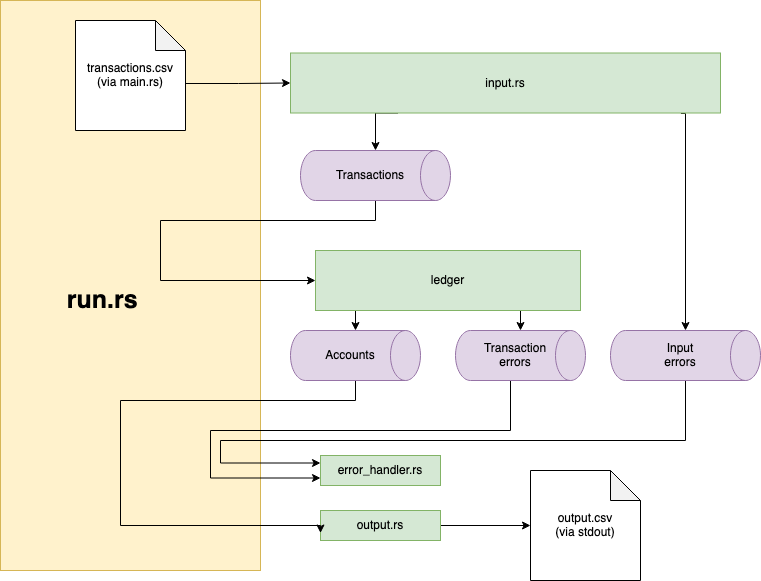 transactions.csv
(via main.rs)
input.rs
Transactions
ledger
run.rs
Accounts
Transaction
errors
Input
errors
error_handler.rs
output.rs
output.csv
(via stdout)